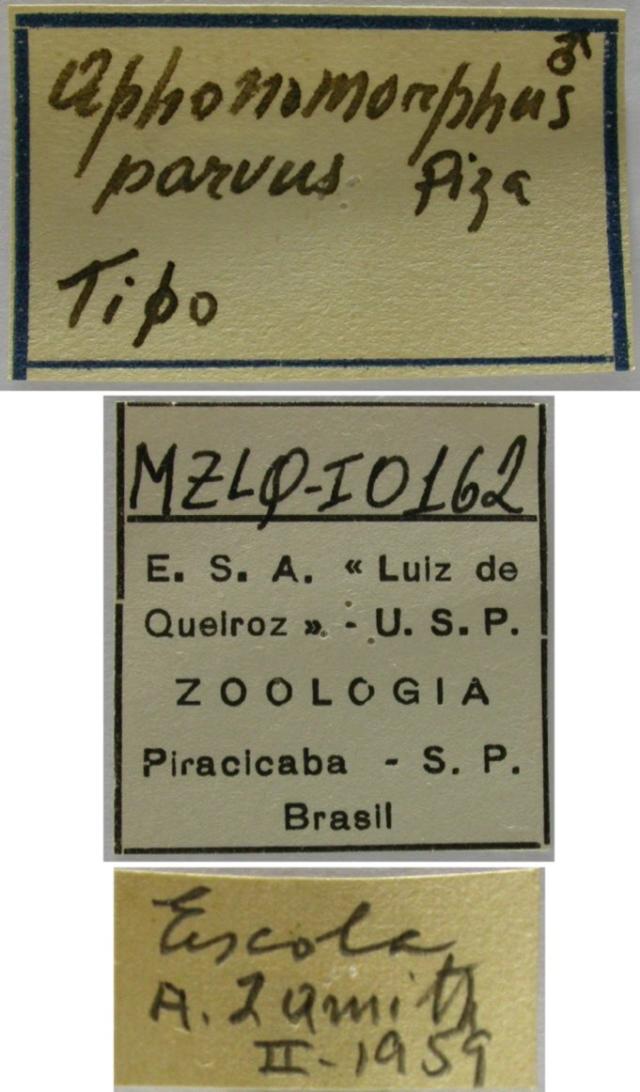 ♂
Aphonomorphus
parvus Piza
Tipo
MZLQ-I0162
E. S. A. « Luiz de
Queiroz » - U. S. P.
ZOOLOGIA
Piracicaba - S. P.
Brasil
Escola
A. Zamith
II-1959